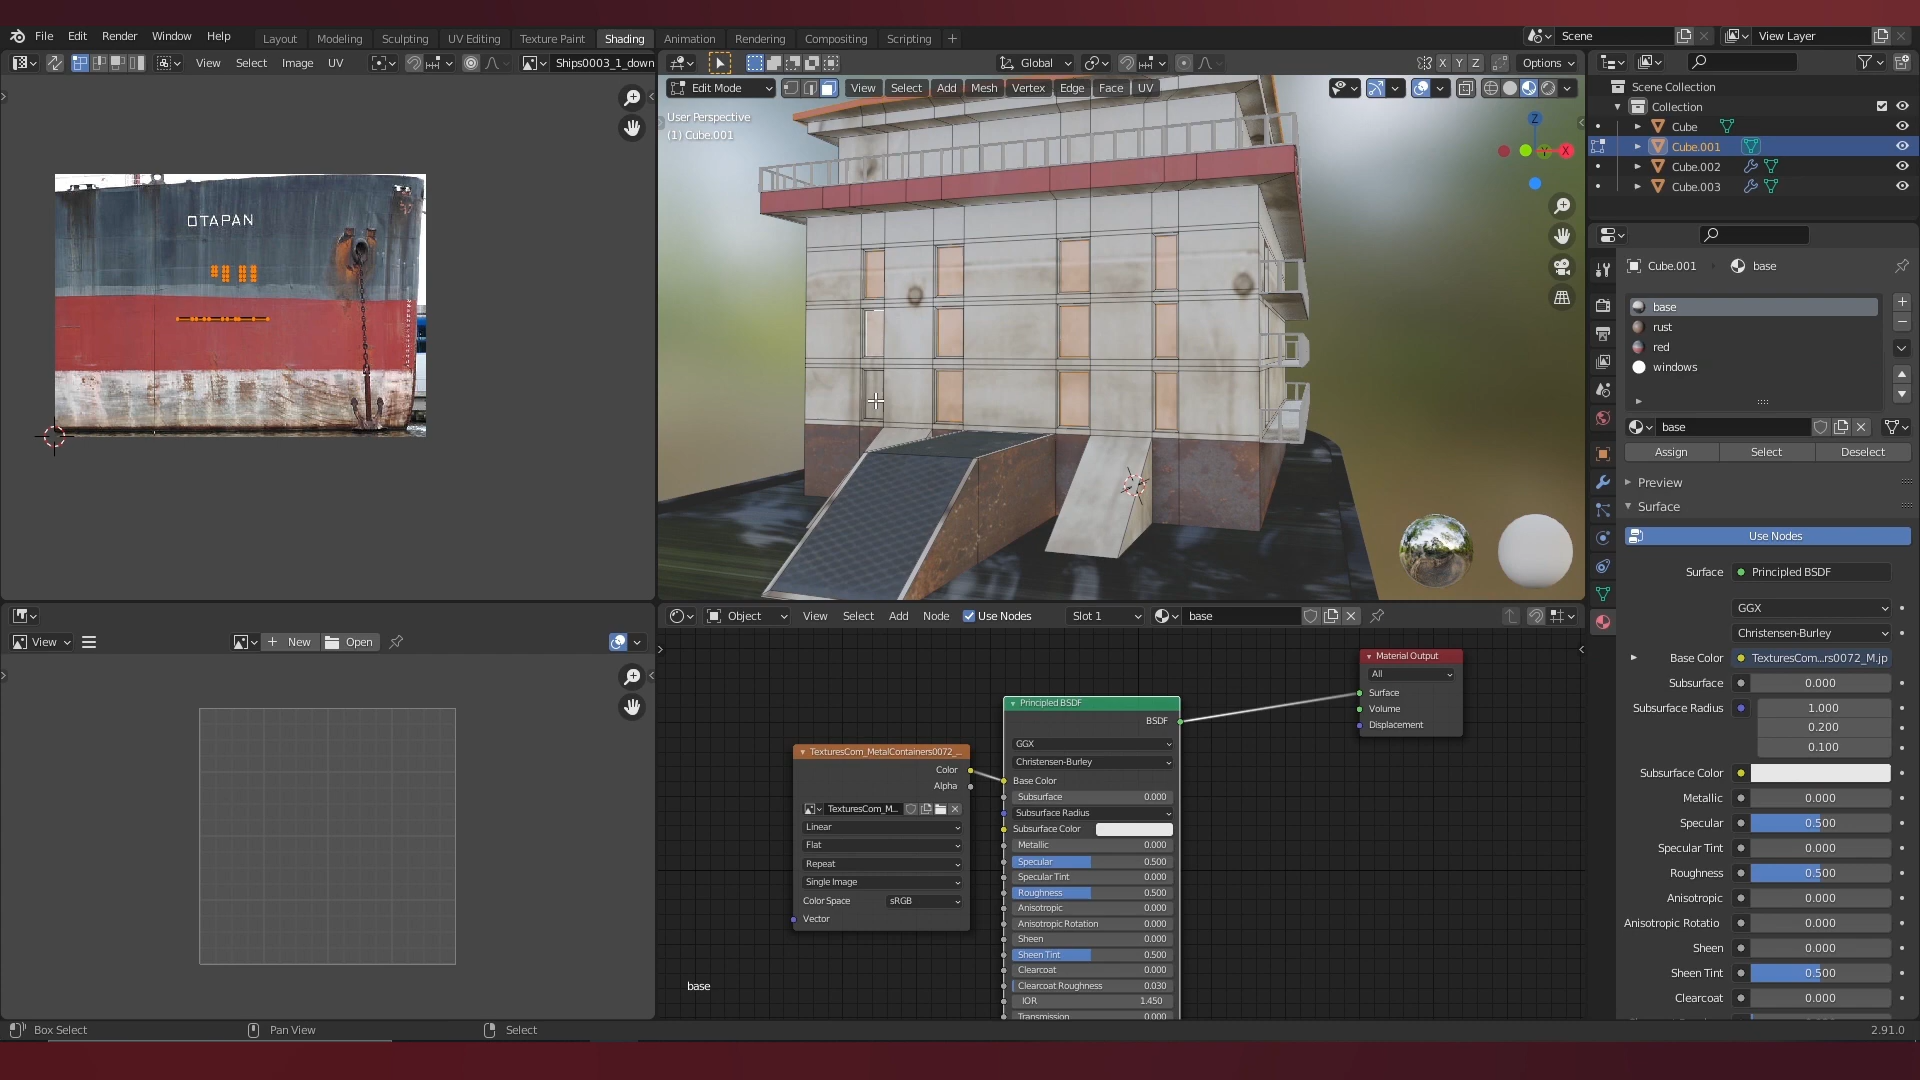 File Edit Render Window Help Layout Modeling Sculpting UV Editing Texture Paint Shading Animation Rendering Compositing Scripting Scene View Layer
View Select Image UV Ships0003_1_down
Global X Y Z Options
Edit Mode View Select Add Mesh Vertex Edge Face UV
User Perspective
(1) Cube.001
Z
X
OTAPAN
Scene Collection
Collection
Cube
Cube.001
Cube.002
Cube.003
Cube.001 base
base
rust
red
windows
base
Assign Select Deselect
Preview
Surface
Use Nodes
Surface Principled BSDF
GGX
Christensen-Burley
Base Color TexturesCom...rs0072_M.jp
Subsurface 0.000
Subsurface Radius 1.000
0.200
0.100
Subsurface Color
Metallic 0.000
Specular 0.500
Specular Tint 0.000
Roughness 0.500
Anisotropic 0.000
Anisotropic Rotatio 0.000
Sheen 0.000
Sheen Tint 0.500
Clearcoat 0.000
View New Open
Object View Select Add Node Use Nodes Slot 1 base
Material Output
All
Surface
Volume
Displacement
Principled BSDF
BSDF
GGX
Christensen-Burley
Base Color
Subsurface 0.000
Subsurface Radius
Subsurface Color
Metallic 0.000
Specular 0.500
Specular Tint 0.000
Roughness 0.500
Anisotropic 0.000
Anisotropic Rotation 0.000
Sheen 0.000
Sheen Tint 0.500
Clearcoat 0.000
Clearcoat Roughness 0.030
IOR 1.450
Transmission 0.000
TexturesCom_MetalContainers0072_...
Color
Alpha
TexturesCom_M...
Linear
Flat
Repeat
Single Image
Color Space sRGB
Vector
base
Box Select Pan View Select 2.91.0